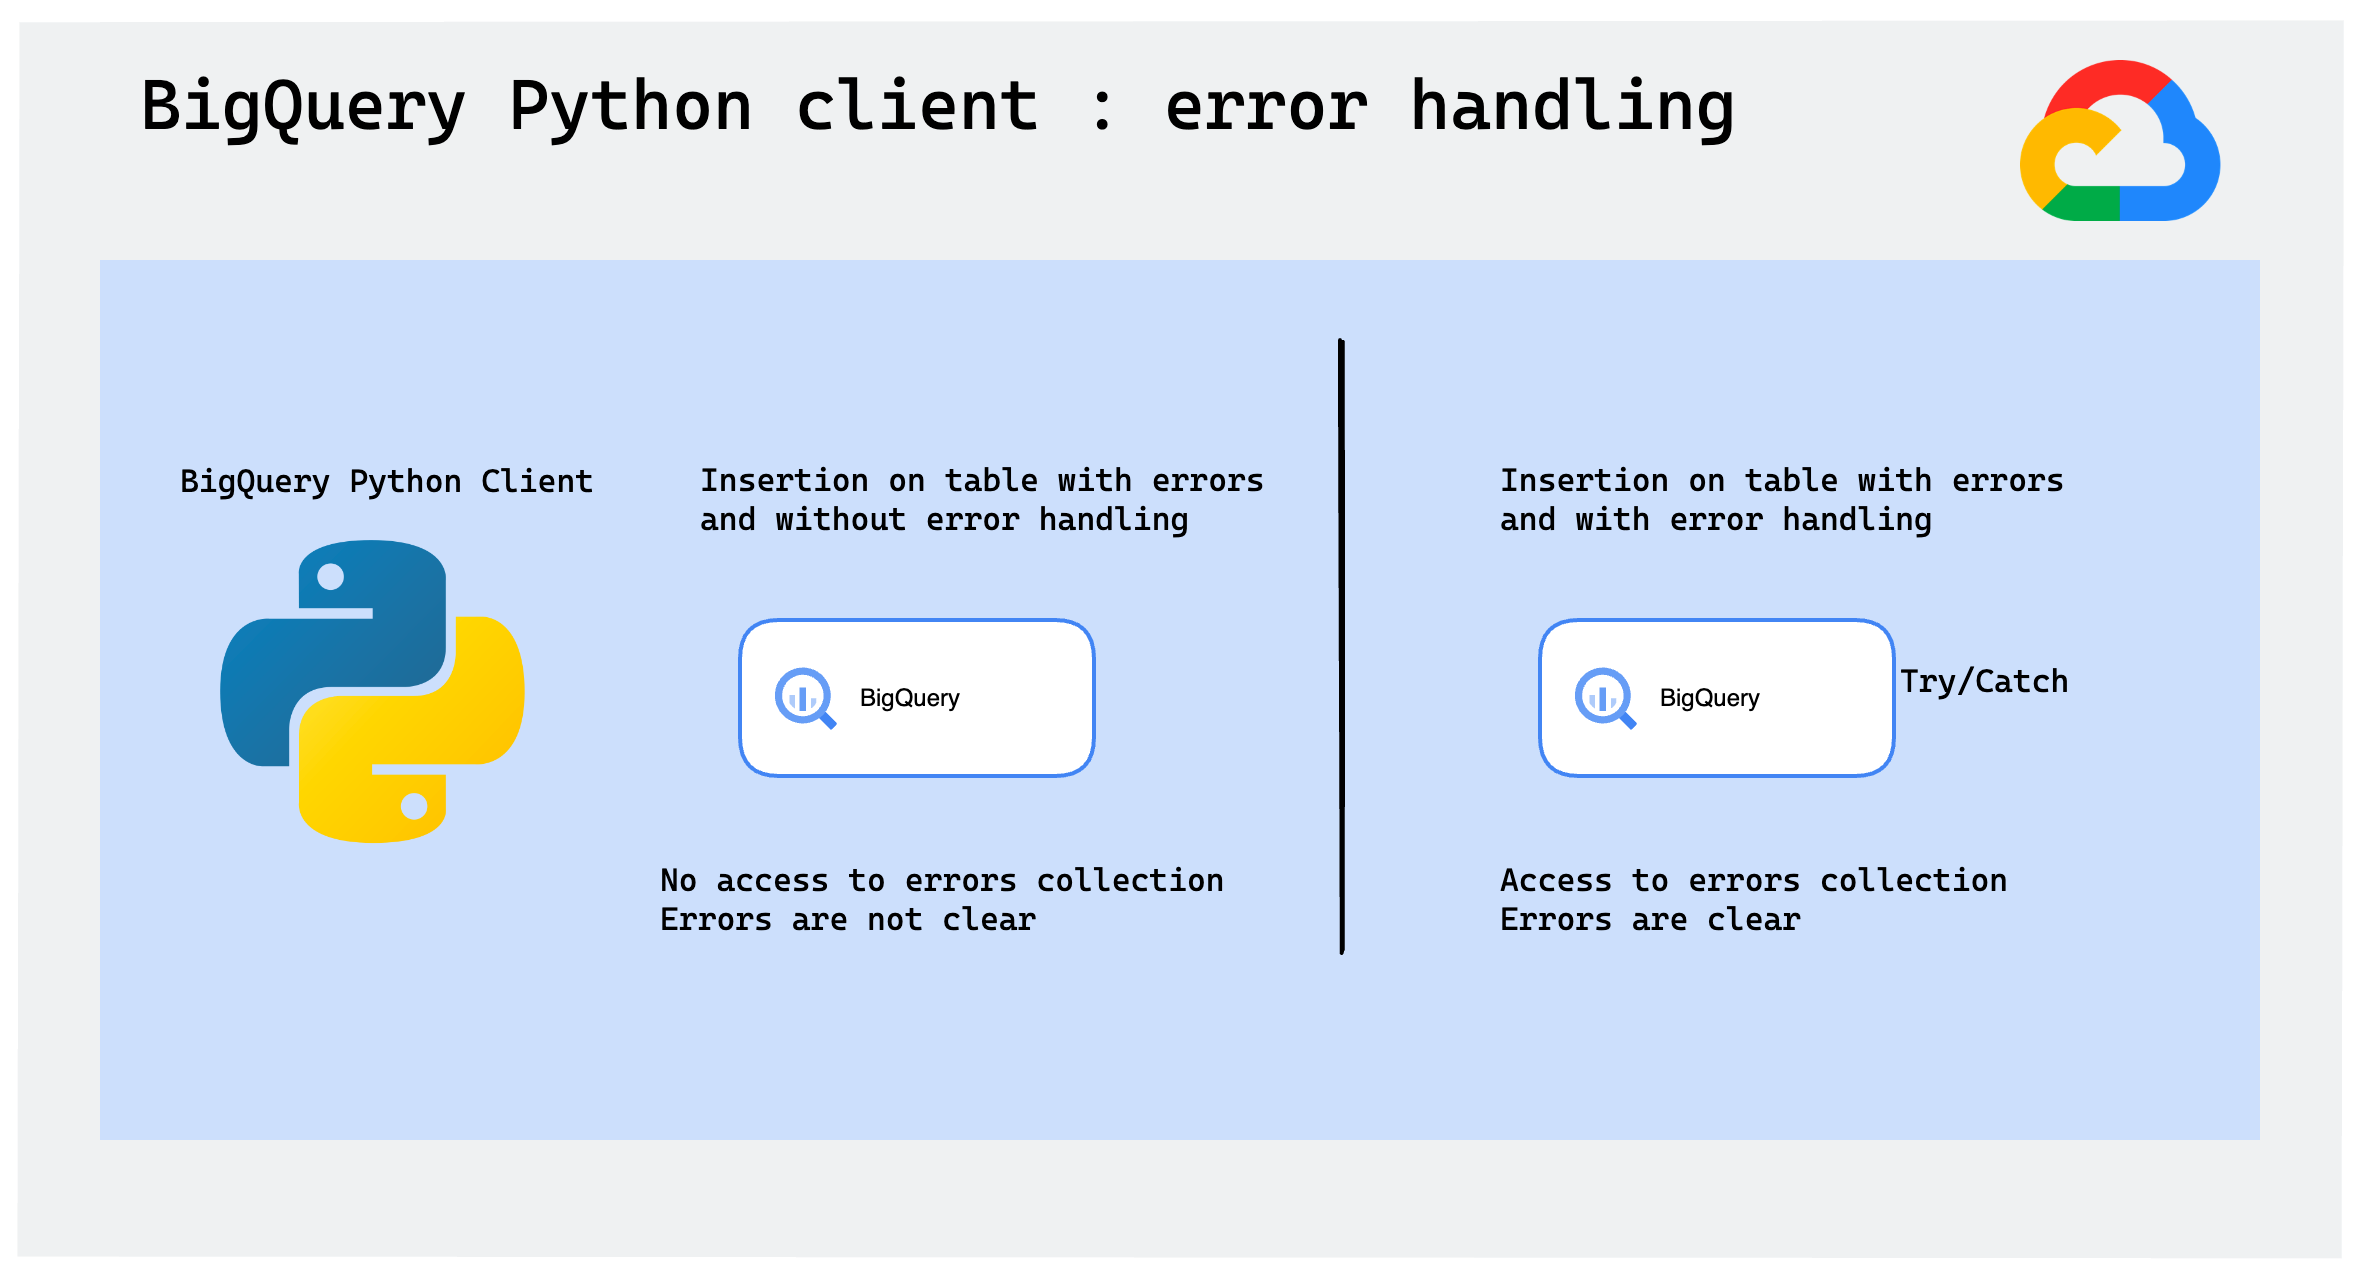 BigQuery Python client : error handling
BigQuery Python Client
Insertion on table with errors
and without error handling
BigQuery
No access to errors collection
Errors are not clear
Insertion on table with errors
and with error handling
BigQuery
Try/Catch
Access to errors collection
Errors are clear